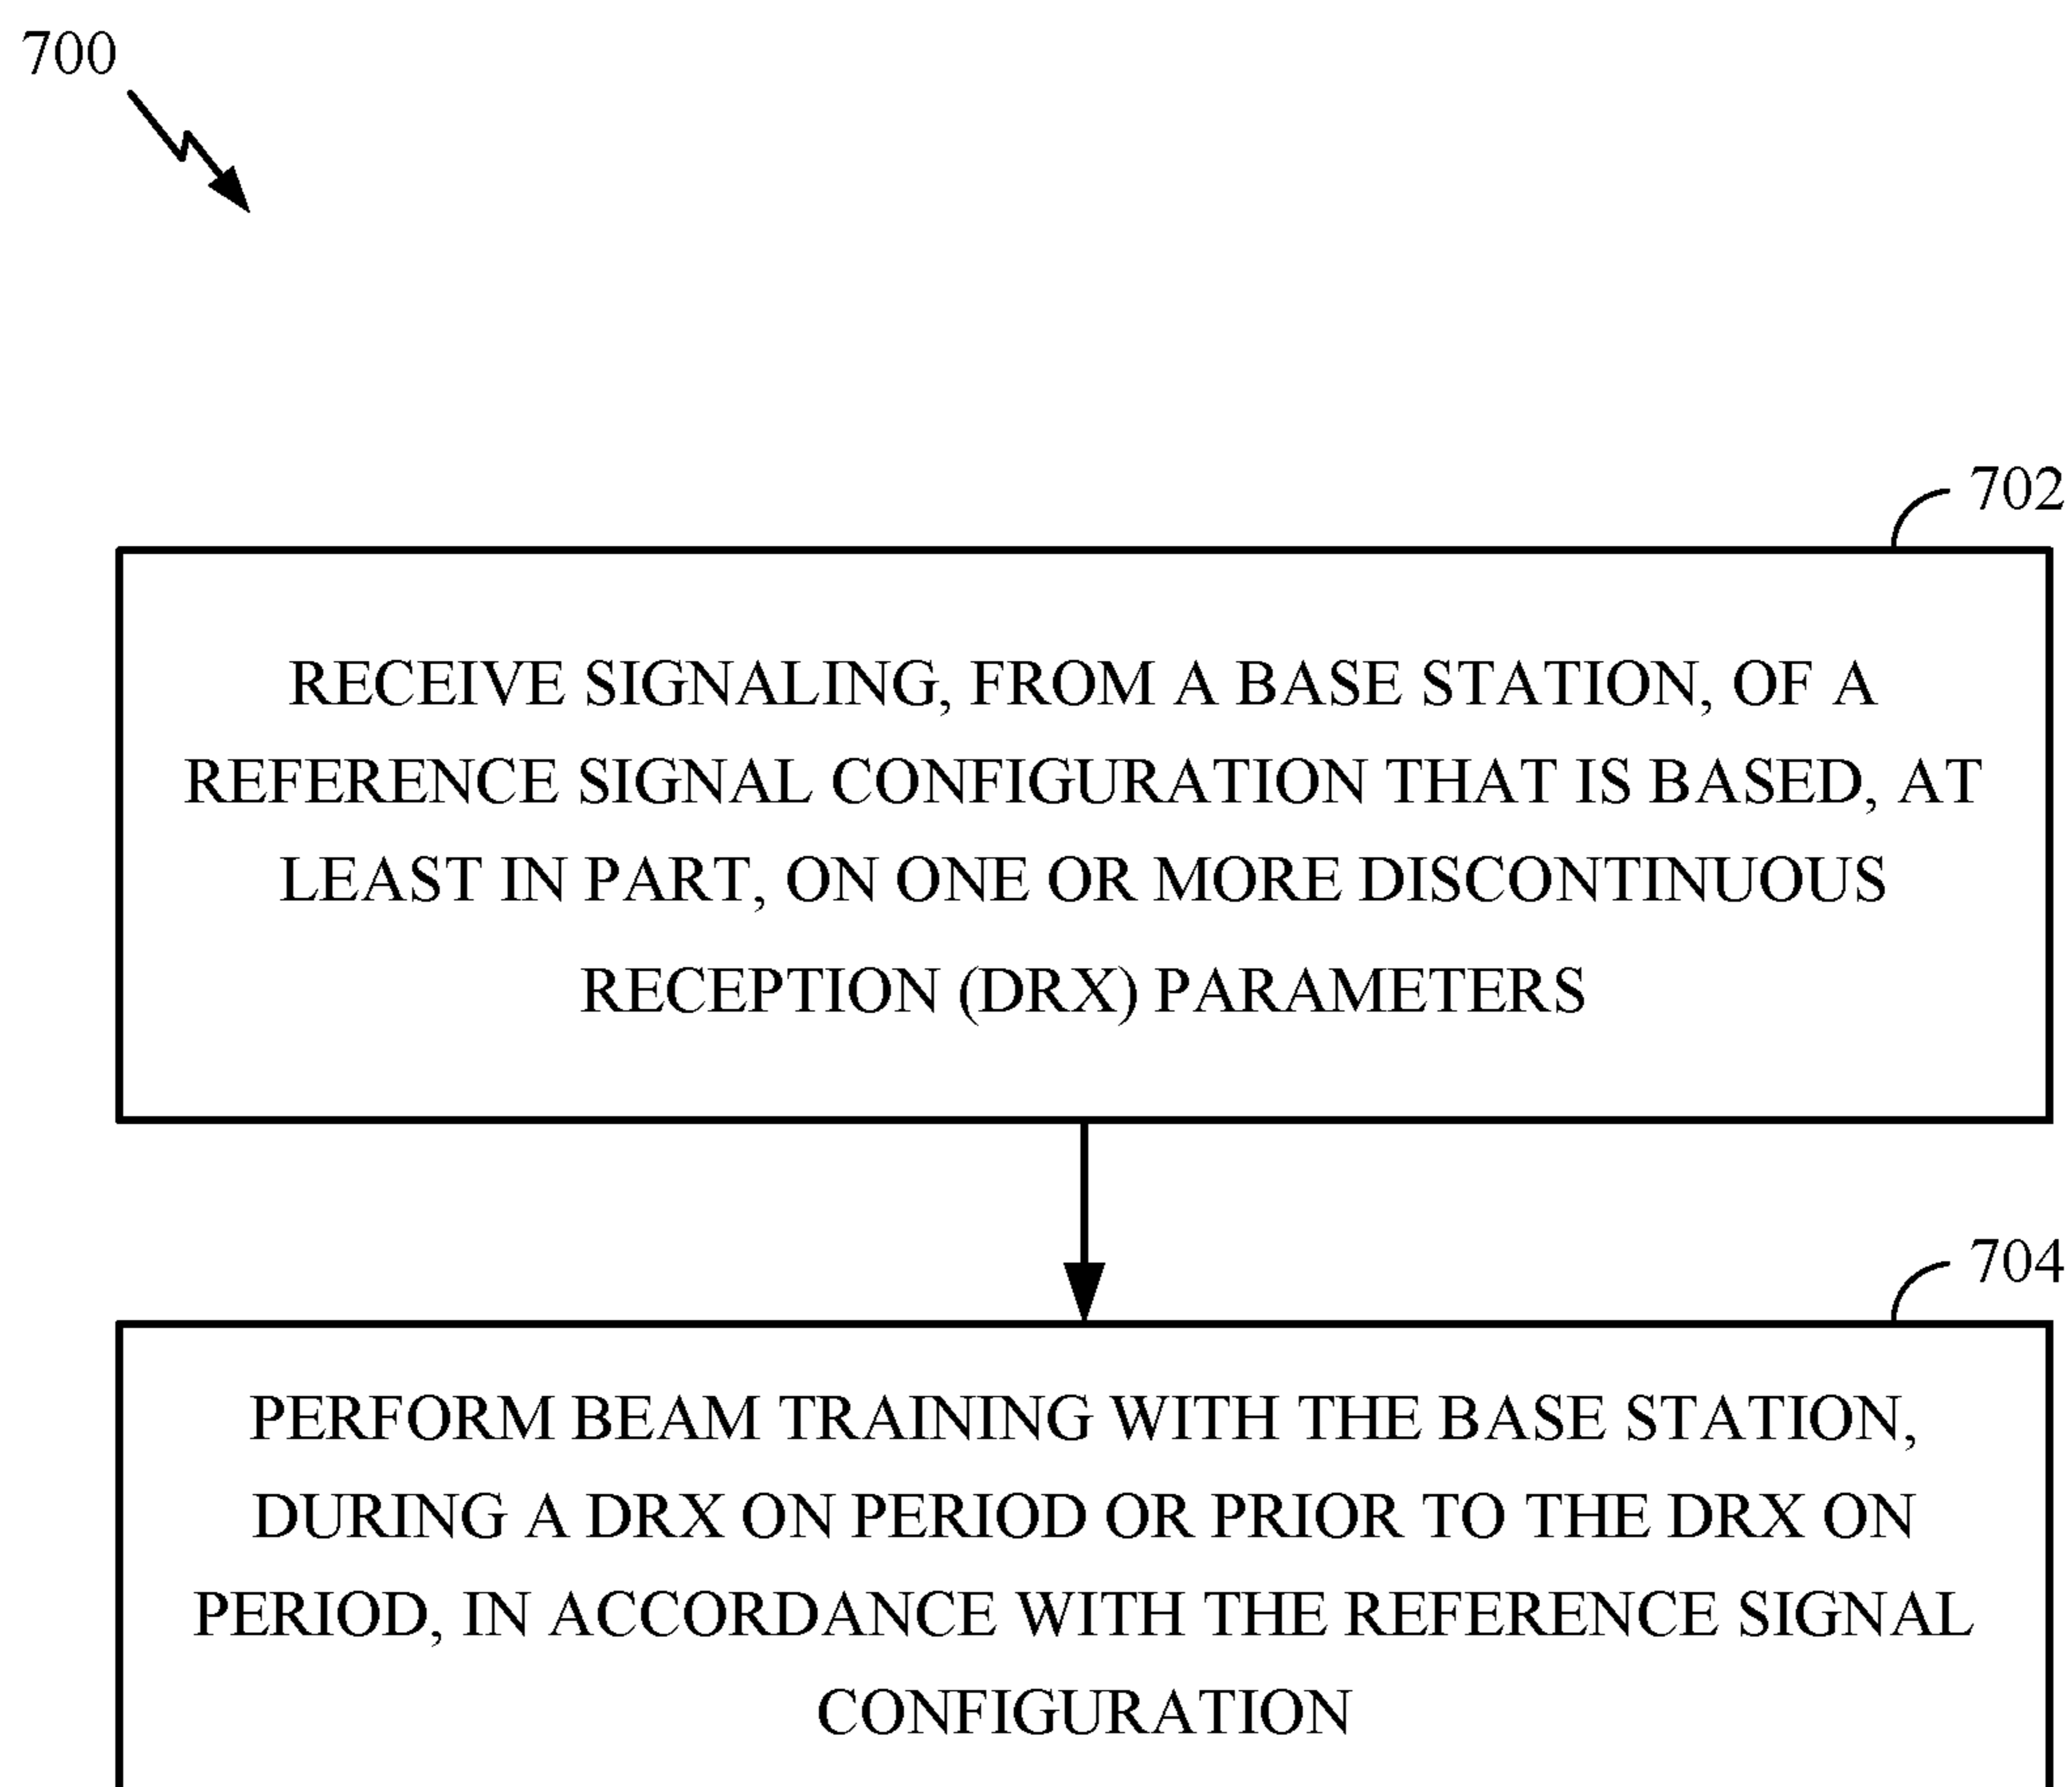 700
702
RECEIVE SIGNALING, FROM A BASE STATION, OF A
REFERENCE SIGNAL CONFIGURATION THAT IS BASED, AT
LEAST IN PART, ON ONE OR MORE DISCONTINUOUS
RECEPTION (DRX) PARAMETERS
704
PERFORM BEAM TRAINING WITH THE BASE STATION,
DURING A DRX ON PERIOD OR PRIOR TO THE DRX ON
PERIOD, IN ACCORDANCE WITH THE REFERENCE SIGNAL
CONFIGURATION